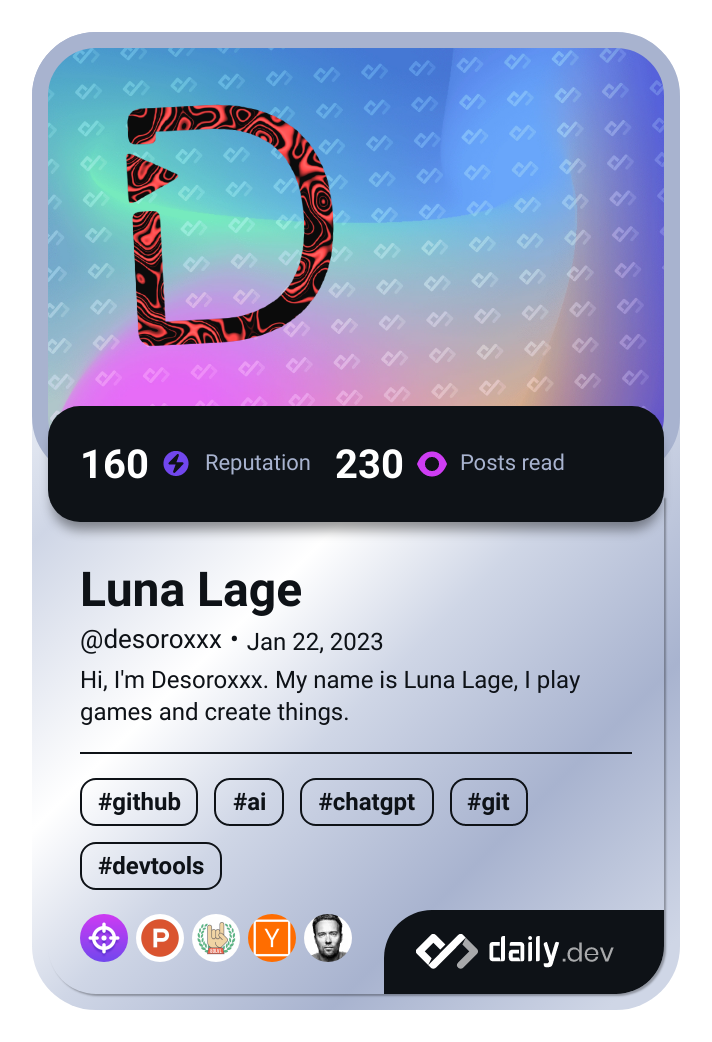 D
160 Reputation 230 Posts read
Luna Lage
@desoroxxx • Jan 22, 2023
Hi, I'm Desoroxxx. My name is Luna Lage, I play
games and create things.
#github #ai #chatgpt #git
#devtools
P Y
daily.dev